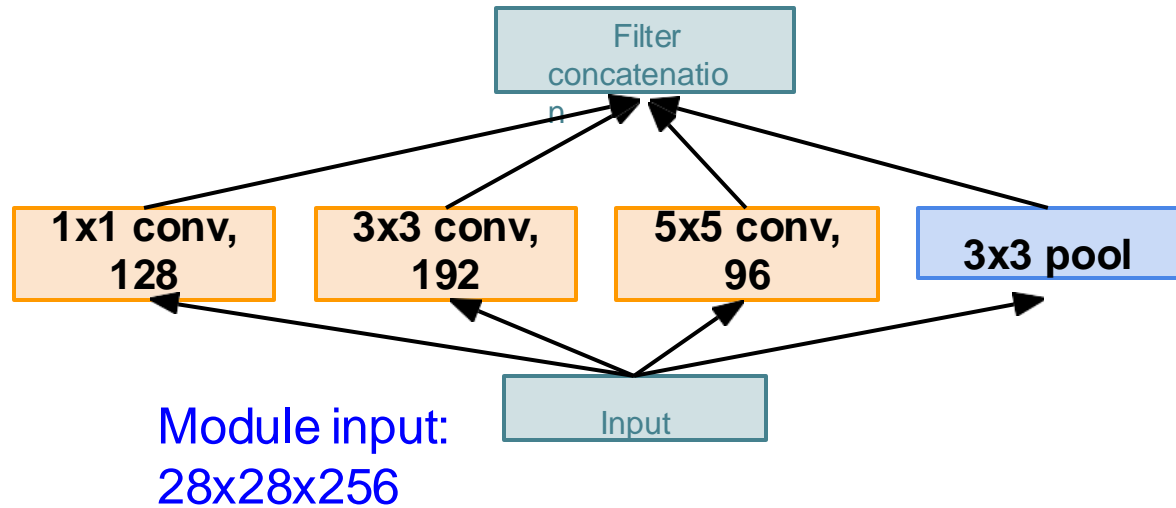 Filter
concatenatio
n
1x1 conv,
128
3x3 conv,
192
5x5 conv,
96
3x3 pool
Input
Module input:
28x28x256